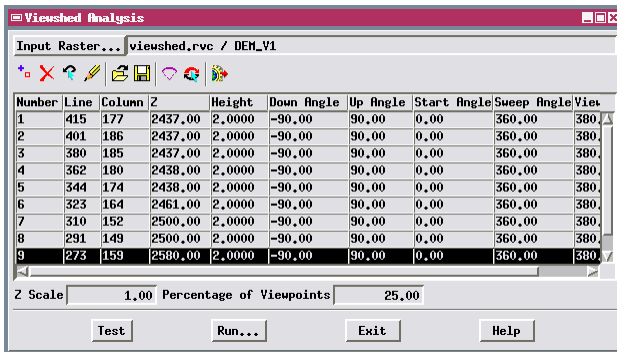 Viewshed Analysis
Input Raster... viewshed.rvc / DEM_V1
Number Line Column Z Height Down Angle Up Angle Start Angle Sweep Angle View
1 415 177 2437.00 2.0000 -90.00 90.00 0.00 360.00 380.
2 401 186 2437.00 2.0000 -90.00 90.00 0.00 360.00 380.
3 380 185 2437.00 2.0000 -90.00 90.00 0.00 360.00 380.
4 362 180 2438.00 2.0000 -90.00 90.00 0.00 360.00 380.
5 344 174 2438.00 2.0000 -90.00 90.00 0.00 360.00 380.
6 323 164 2461.00 2.0000 -90.00 90.00 0.00 360.00 380.
7 310 152 2500.00 2.0000 -90.00 90.00 0.00 360.00 380.
8 291 149 2500.00 2.0000 -90.00 90.00 0.00 360.00 380.
9 273 159 2580.00 2.0000 -90.00 90.00 0.00 360.00 380.
Z Scale 1.00 Percentage of Viewpoints 25.00
Test Run... Exit Help